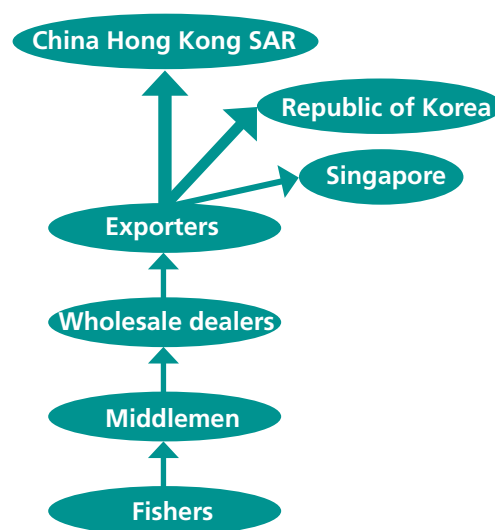 China Hong Kong SAR
Republic of Korea
Singapore
Exporters
Wholesale dealers
Middlemen
Fishers